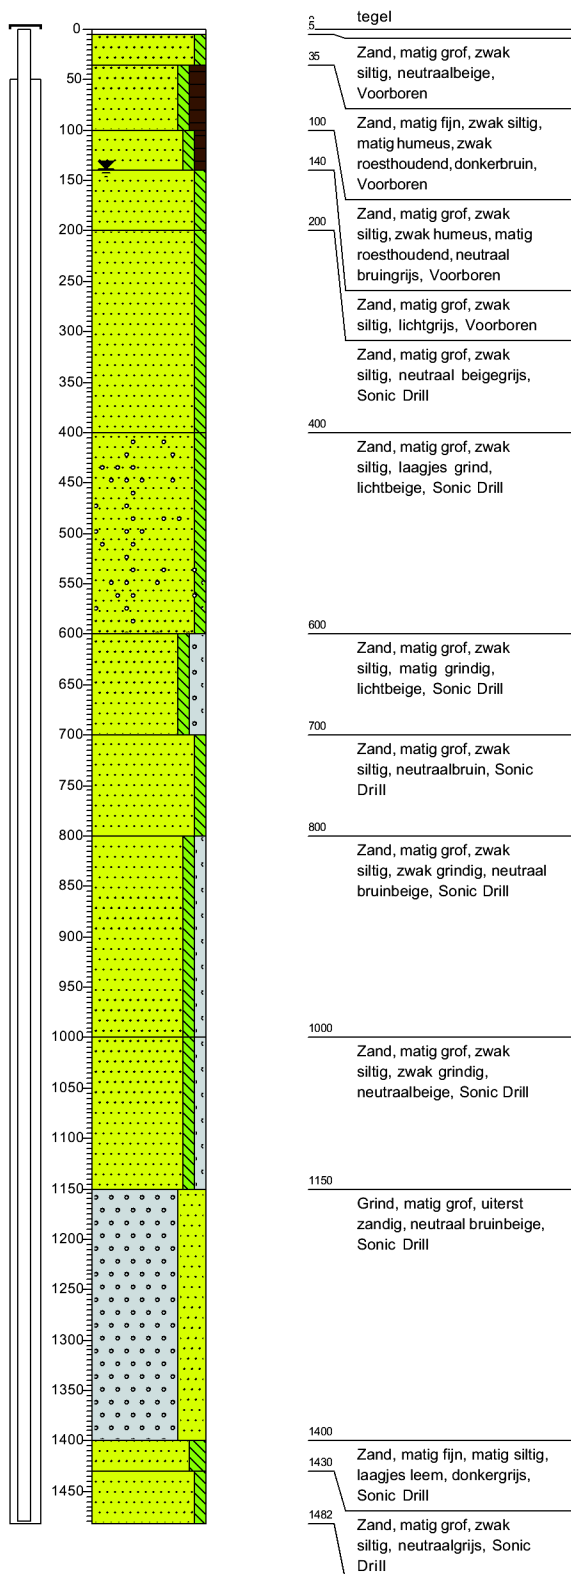 0
50
100
150
200
250
300
350
400
450
500
550
600
650
700
750
800
850
900
950
1000
1050
1100
1150
1200
1250
1300
1350
1400
1450
5
tegel
35
Zand, matig grof, zwak
siltig, neutraalbeige,
Voorboren
100
Zand, matig fijn, zwak siltig,
matig humeus, zwak
roesthoudend, donkerbruin,
Voorboren
140
Zand, matig grof, zwak
siltig, zwak humeus, matig
roesthoudend, neutraal
bruingrijs, Voorboren
200
Zand, matig grof, zwak
siltig, lichtgrijs, Voorboren
Zand, matig grof, zwak
siltig, neutraal beigegrijs,
Sonic Drill
400
Zand, matig grof, zwak
siltig, laagjes grind,
lichtbeige, Sonic Drill
600
Zand, matig grof, zwak
siltig, matig grindig,
lichtbeige, Sonic Drill
700
Zand, matig grof, zwak
siltig, neutraalbruin, Sonic
Drill
800
Zand, matig grof, zwak
siltig, zwak grindig, neutraal
bruinbeige, Sonic Drill
1000
Zand, matig grof, zwak
siltig, zwak grindig,
neutraalbeige, Sonic Drill
1150
Grind, matig grof, uiterst
zandig, neutraal bruinbeige,
Sonic Drill
1400
Zand, matig fijn, matig siltig,
laagjes leem, donkergrijs,
Sonic Drill
1430
1482
Zand, matig grof, zwak
siltig, neutraalgrijs, Sonic
Drill